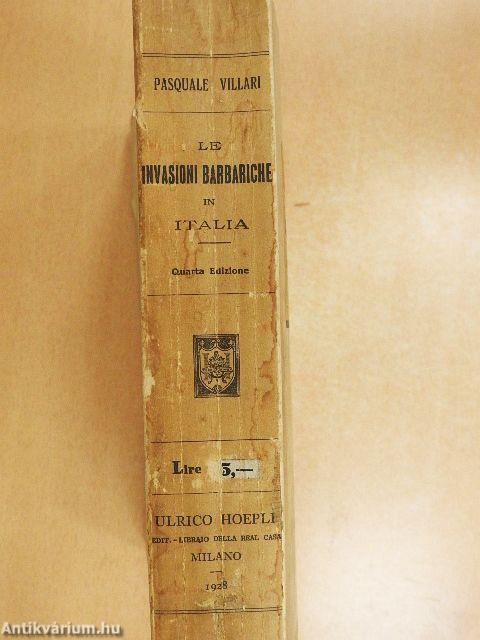 PASQUALE VILLARI
LE
INVASIONI BARBARICHE
IN
ITALIA
Quarta Edizione
Lire 5,—
ULRICO HOEPLI
EDIT.-LIBRAIO DELLA REAL CASA
MILANO
1928
Antikvárium.hu